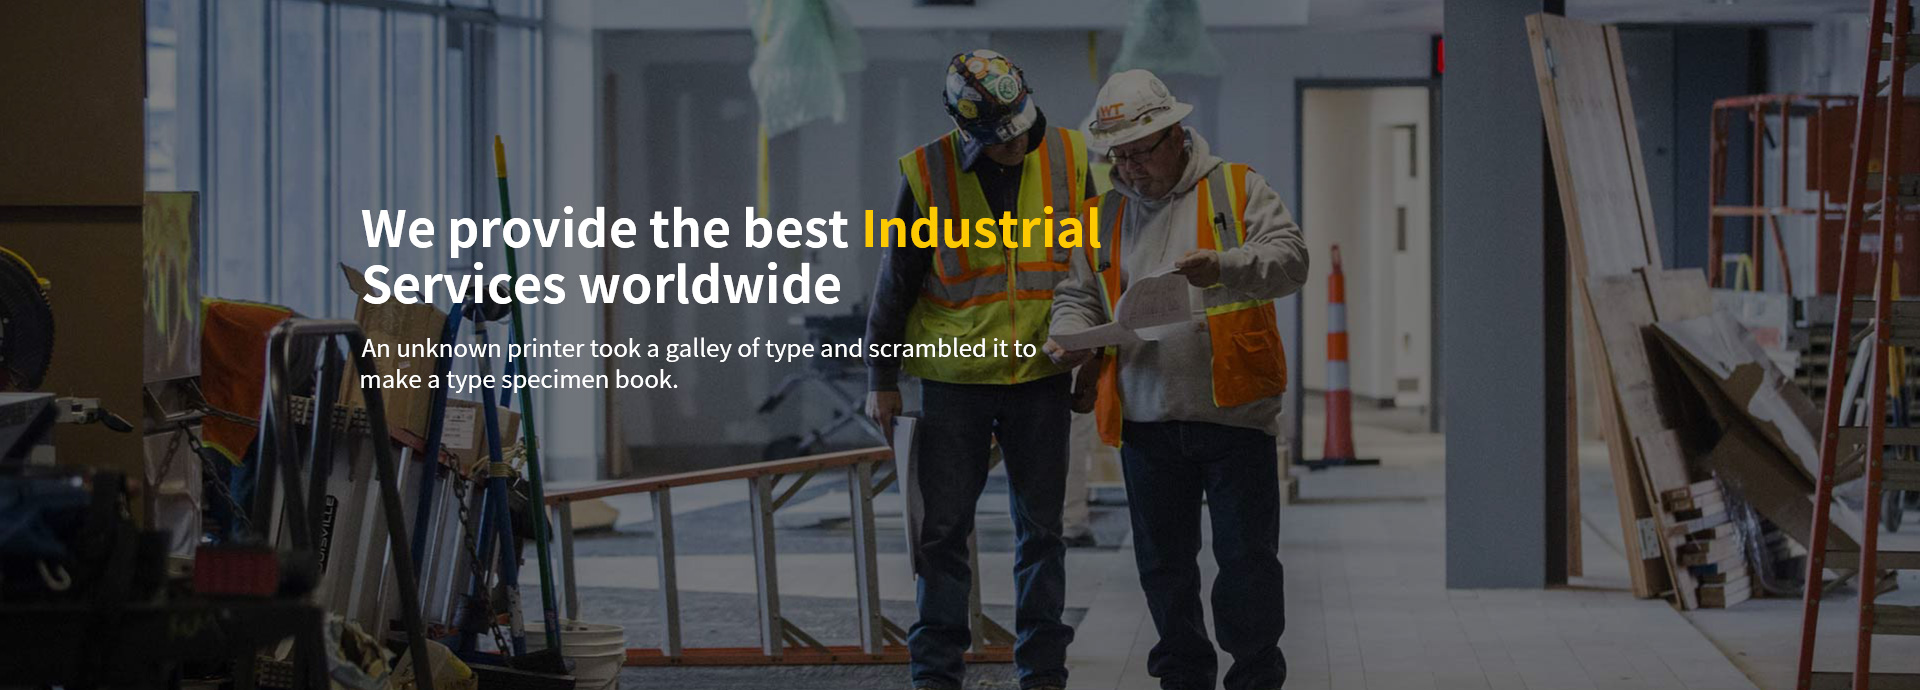 We provide the best Industrial
Services worldwide
An unknown printer took a galley of type and scrambled it to
make a type specimen book.